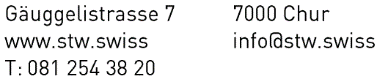 Gäuggelistrasse 7 7000 Chur
www.stw.swiss info@stw.swiss
T: 081 254 38 20